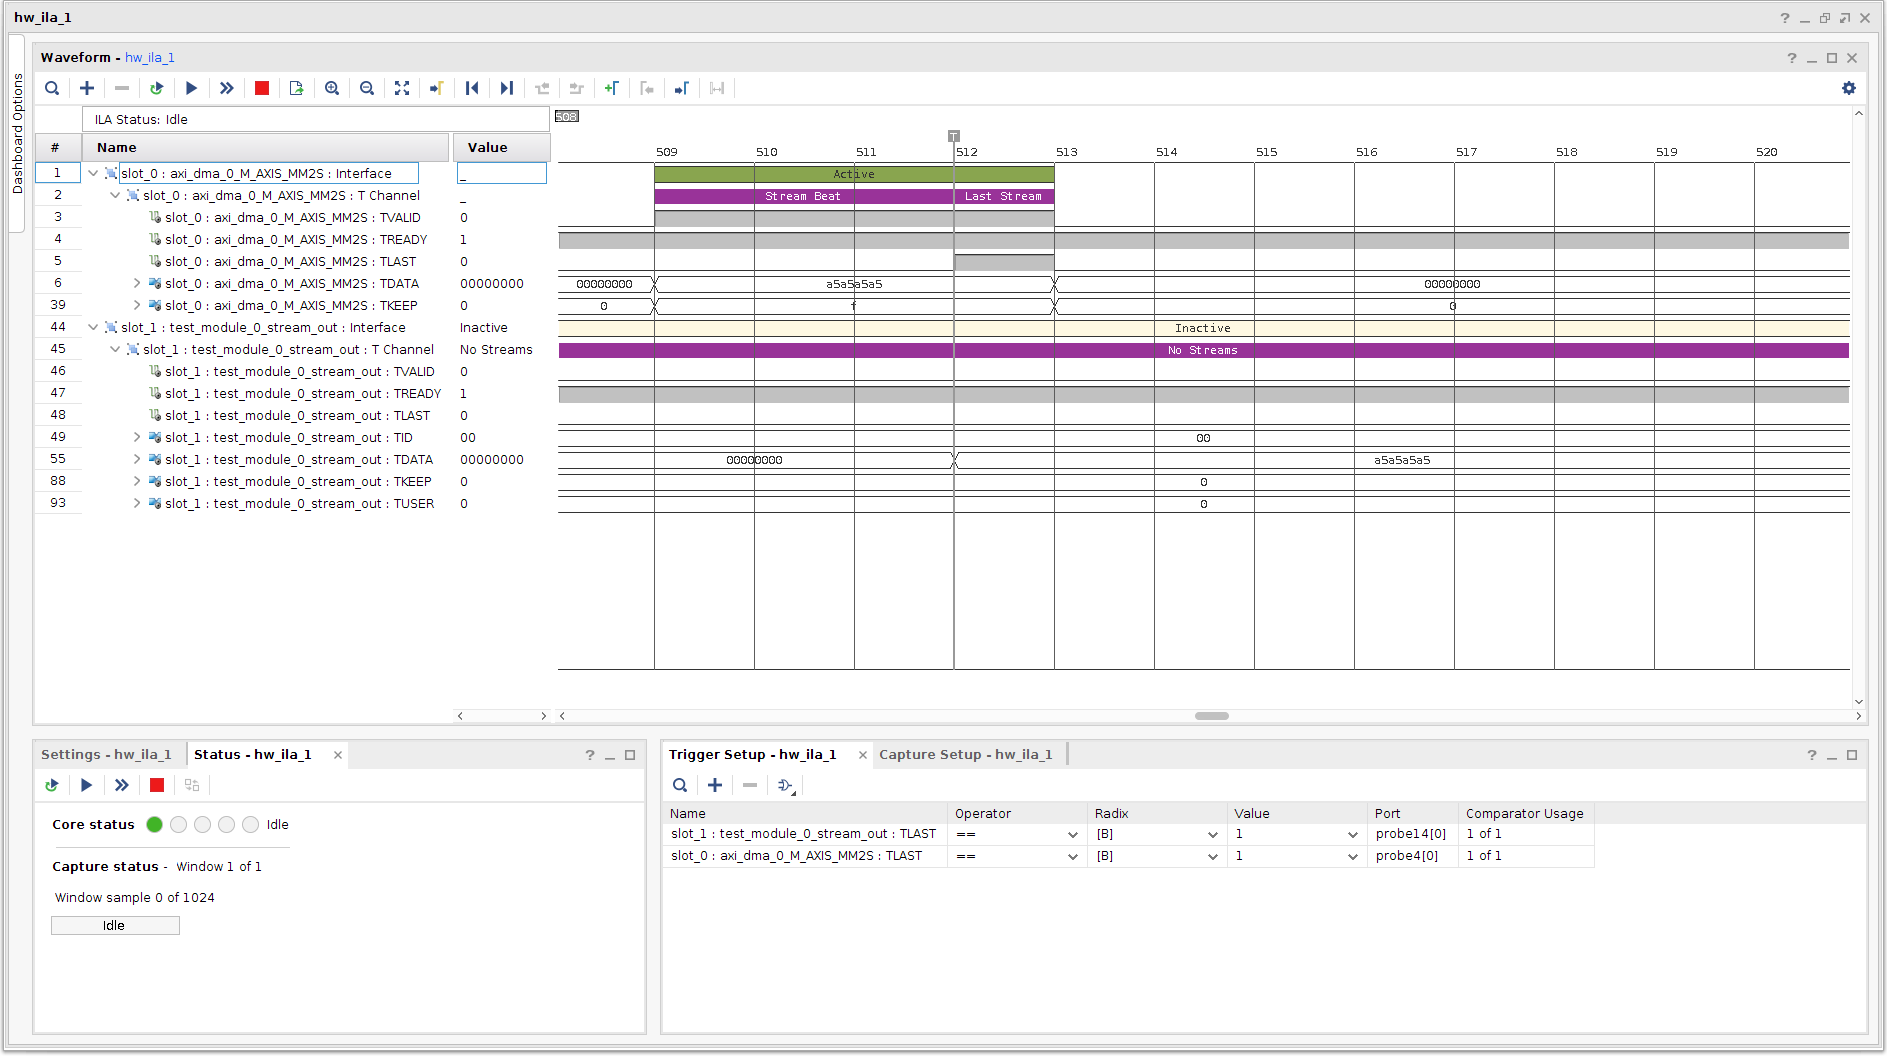 hw_ila_1
Dashboard Options
Waveform - hw_ila_1
ILA Status: Idle
508
T
509 510 511 512 513 514 515 516 517 518 519 520
# Name Value
1 slot_0 : axi_dma_0_M_AXIS_MM2S : Interface _ Active
2 slot_0 : axi_dma_0_M_AXIS_MM2S : T Channel _ Stream Beat Last Stream
3 slot_0 : axi_dma_0_M_AXIS_MM2S : TVALID 0
4 slot_0 : axi_dma_0_M_AXIS_MM2S : TREADY 1
5 slot_0 : axi_dma_0_M_AXIS_MM2S : TLAST 0
6 slot_0 : axi_dma_0_M_AXIS_MM2S : TDATA 00000000 00000000 a5a5a5a5 00000000
39 slot_0 : axi_dma_0_M_AXIS_MM2S : TKEEP 0 0 f 0
44 slot_1 : test_module_0_stream_out : Interface Inactive Inactive
45 slot_1 : test_module_0_stream_out : T Channel No Streams No Streams
46 slot_1 : test_module_0_stream_out : TVALID 0
47 slot_1 : test_module_0_stream_out : TREADY 1
48 slot_1 : test_module_0_stream_out : TLAST 0
49 slot_1 : test_module_0_stream_out : TID 00 00
55 slot_1 : test_module_0_stream_out : TDATA 00000000 00000000 a5a5a5a5
88 slot_1 : test_module_0_stream_out : TKEEP 0 0
93 slot_1 : test_module_0_stream_out : TUSER 0 0
Settings - hw_ila_1 Status - hw_ila_1
Core status Idle
Capture status - Window 1 of 1
Window sample 0 of 1024
Idle
Trigger Setup - hw_ila_1 Capture Setup - hw_ila_1
Name Operator Radix Value Port Comparator Usage
slot_1 : test_module_0_stream_out : TLAST == [B] 1 probe14[0] 1 of 1
slot_0 : axi_dma_0_M_AXIS_MM2S : TLAST == [B] 1 probe4[0] 1 of 1